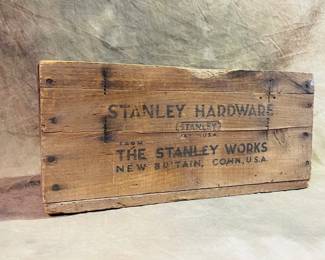 STANLEY HARDWARE
STANLEY
FROM
THE STANLEY WORKS
NEW BRITAIN, CONN, U.S.A.